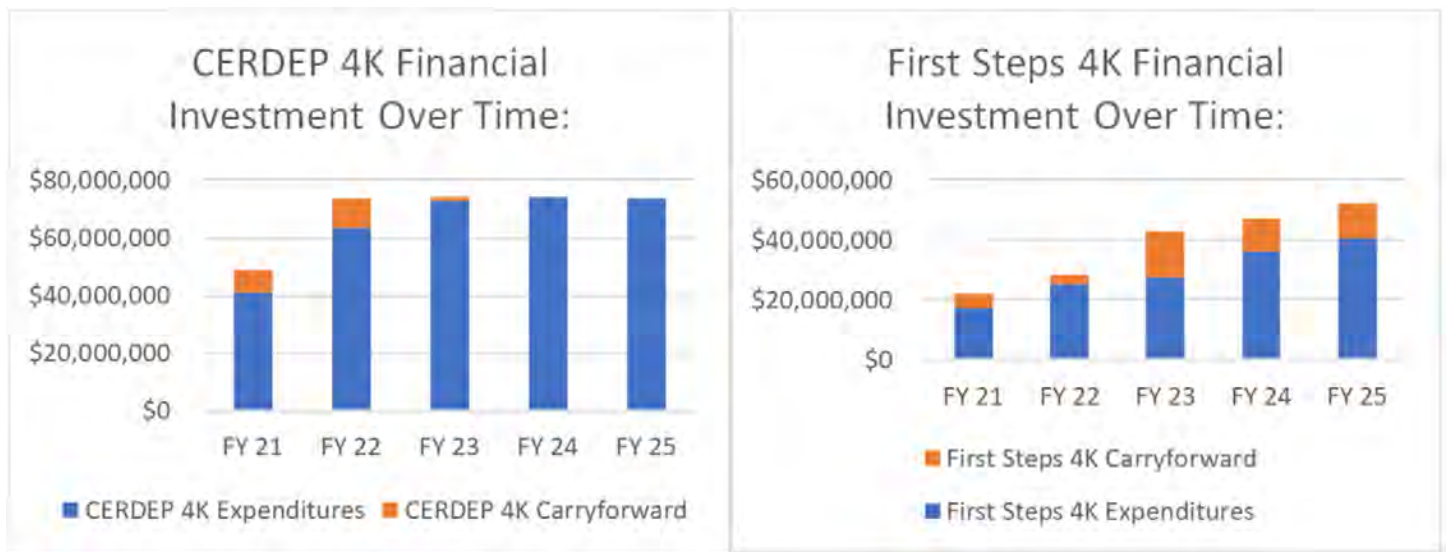 CERDEP 4K Financial
Investment Over Time:
$80,000,000
$60,000,000
$40,000,000
$20,000,000
$0
FY 21 FY 22 FY 23 FY 24 FY 25
CERDEP 4K Expenditures CERDEP 4K Carryforward
First Steps 4K Financial
Investment Over Time:
$60,000,000
$40,000,000
$20,000,000
$0
FY 21 FY 22 FY 23 FY 24 FY 25
First Steps 4K Carryforward
First Steps 4K Expenditures